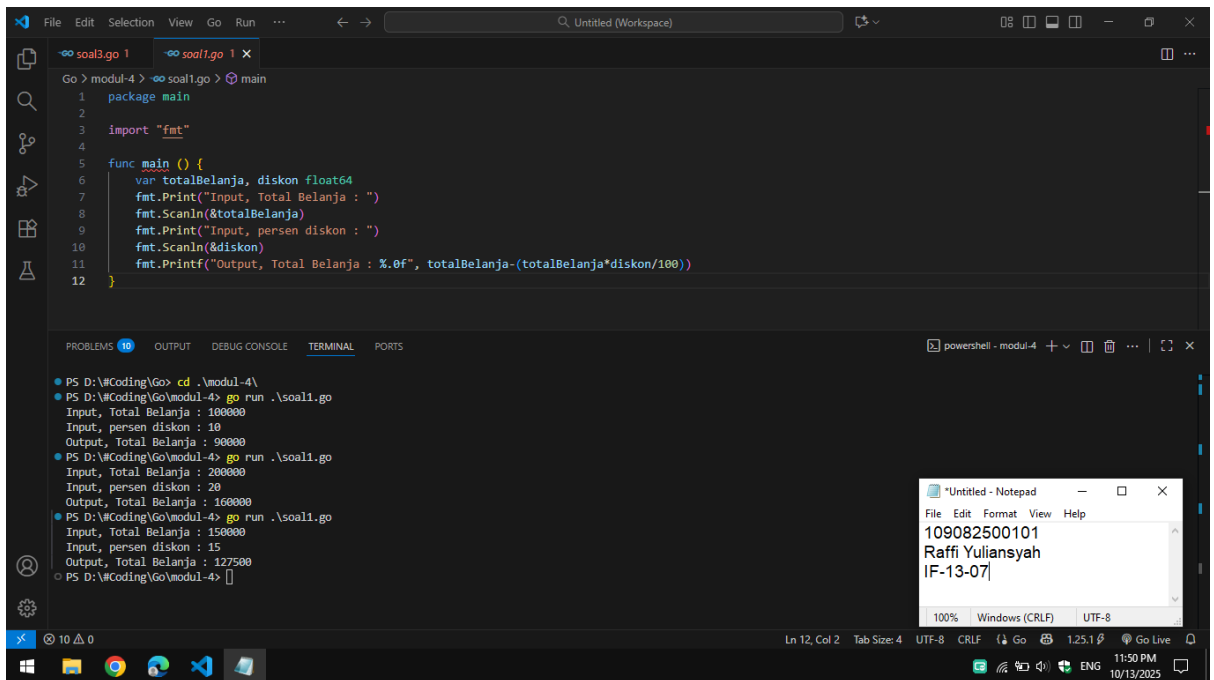 File Edit Selection View Go Run ··· Untitled (Workspace)
soal3.go 1 soal1.go 1
Go > modul-4 > soal1.go > main
1 package main
2
3 import "fmt"
4
5 func main () {
6 var totalBelanja, diskon float64
7 fmt.Print("Input, Total Belanja : ")
8 fmt.Scanln(&totalBelanja)
9 fmt.Print("Input, persen diskon : ")
10 fmt.Scanln(&diskon)
11 fmt.Printf("Output, Total Belanja : %.0f", totalBelanja-(totalBelanja*diskon/100))
12 }
PROBLEMS 10 OUTPUT DEBUG CONSOLE TERMINAL PORTS powershell - modul-4
PS D:\#Coding\Go> cd .\modul-4\
PS D:\#Coding\Go\modul-4> go run .\soal1.go
Input, Total Belanja : 100000
Input, persen diskon : 10
Output, Total Belanja : 90000
PS D:\#Coding\Go\modul-4> go run .\soal1.go
Input, Total Belanja : 200000
Input, persen diskon : 20
Output, Total Belanja : 160000
PS D:\#Coding\Go\modul-4> go run .\soal1.go
Input, Total Belanja : 150000
Input, persen diskon : 15
Output, Total Belanja : 127500
PS D:\#Coding\Go\modul-4>
*Untitled - Notepad
File Edit Format View Help
109082500101
Raffi Yuliansyah
IF-13-07
100% Windows (CRLF) UTF-8
10 0 Ln 12, Col 2 Tab Size: 4 UTF-8 CRLF Go 1.25.1 Go Live
ENG 11:50 PM
10/13/2025